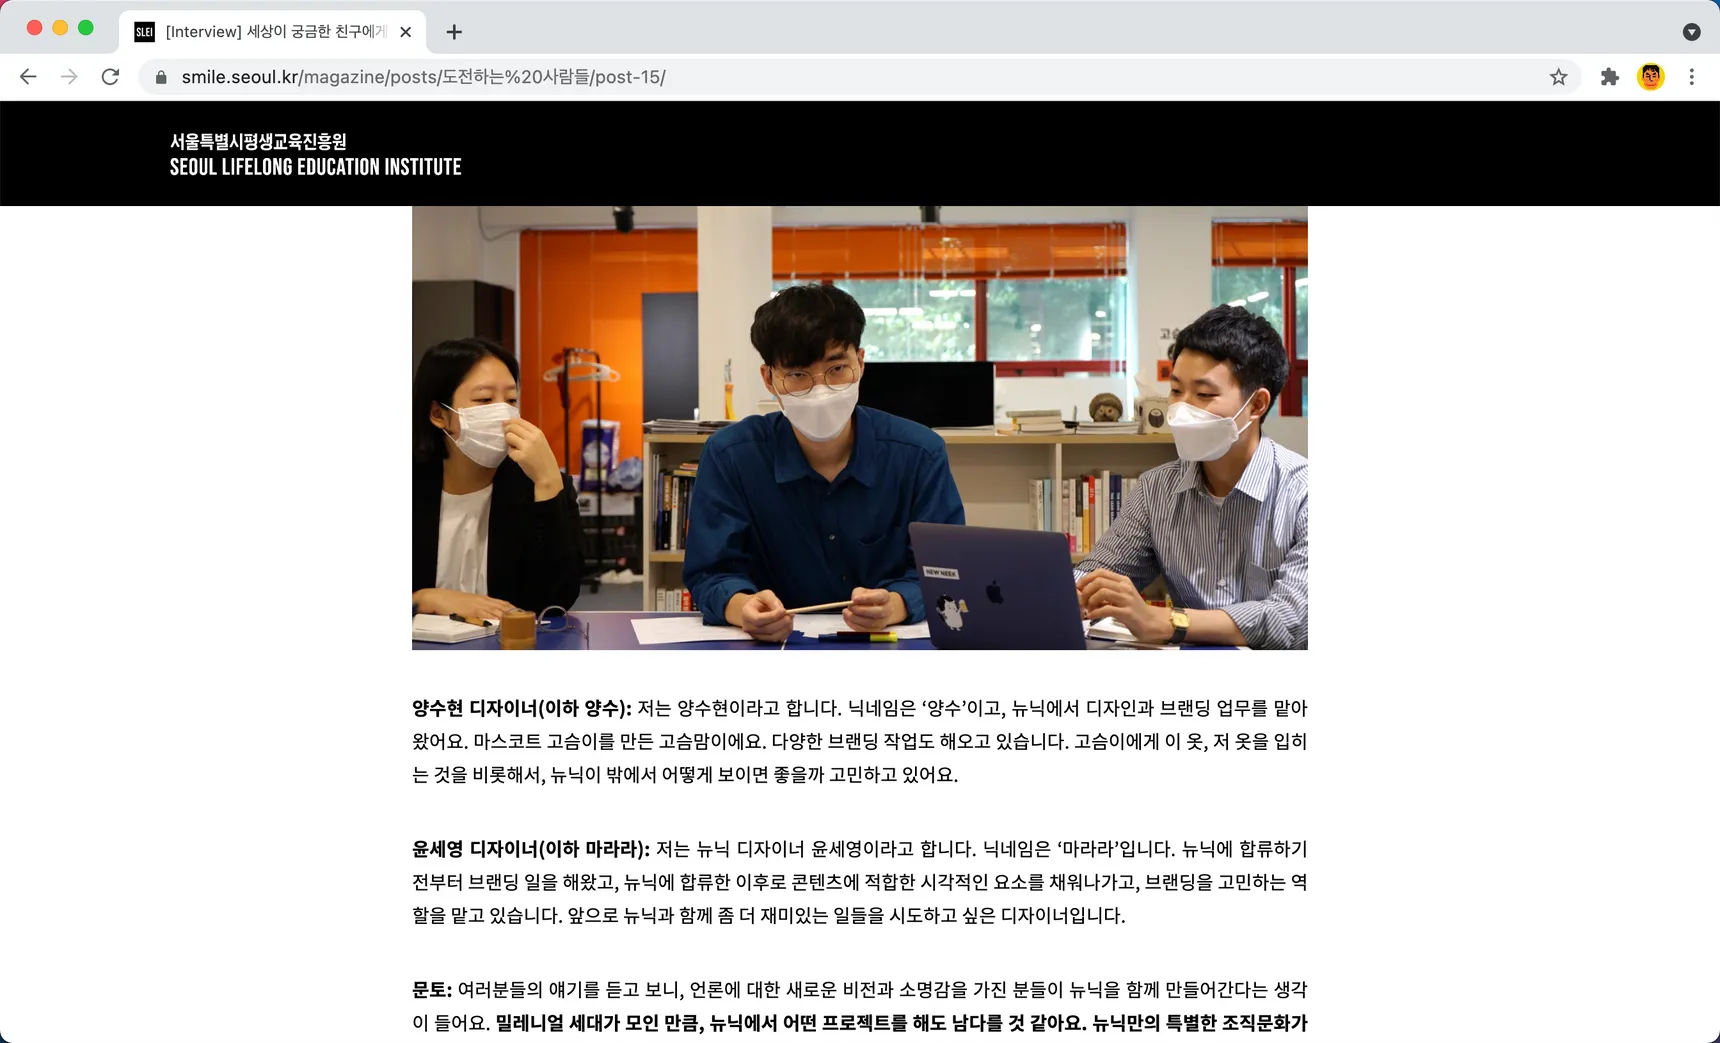 SLEI [Interview] 세상이 궁금한 친구에게
smile.seoul.kr/magazine/posts/도전하는%20사람들/post-15/
서울특별시평생교육진흥원
SEOUL LIFELONG EDUCATION INSTITUTE
NEW NEEK
양수현 디자이너(이하 양수): 저는 양수현이라고 합니다. 닉네임은 ‘양수’이고, 뉴닉에서 디자인과 브랜딩 업무를 맡아
왔어요. 마스코트 고슴이를 만든 고슴맘이에요. 다양한 브랜딩 작업도 해오고 있습니다. 고슴이에게 이 옷, 저 옷을 입히
는 것을 비롯해서, 뉴닉이 밖에서 어떻게 보이면 좋을까 고민하고 있어요.
윤세영 디자이너(이하 마라라): 저는 뉴닉 디자이너 윤세영이라고 합니다. 닉네임은 ‘마라라’입니다. 뉴닉에 합류하기
전부터 브랜딩 일을 해왔고, 뉴닉에 합류한 이후로 콘텐츠에 적합한 시각적인 요소를 채워나가고, 브랜딩을 고민하는 역
할을 맡고 있습니다. 앞으로 뉴닉과 함께 좀 더 재미있는 일들을 시도하고 싶은 디자이너입니다.
문토: 여러분들의 얘기를 듣고 보니, 언론에 대한 새로운 비전과 소명감을 가진 분들이 뉴닉을 함께 만들어간다는 생각
이 들어요. 밀레니얼 세대가 모인 만큼, 뉴닉에서 어떤 프로젝트를 해도 남다를 것 같아요. 뉴닉만의 특별한 조직문화가